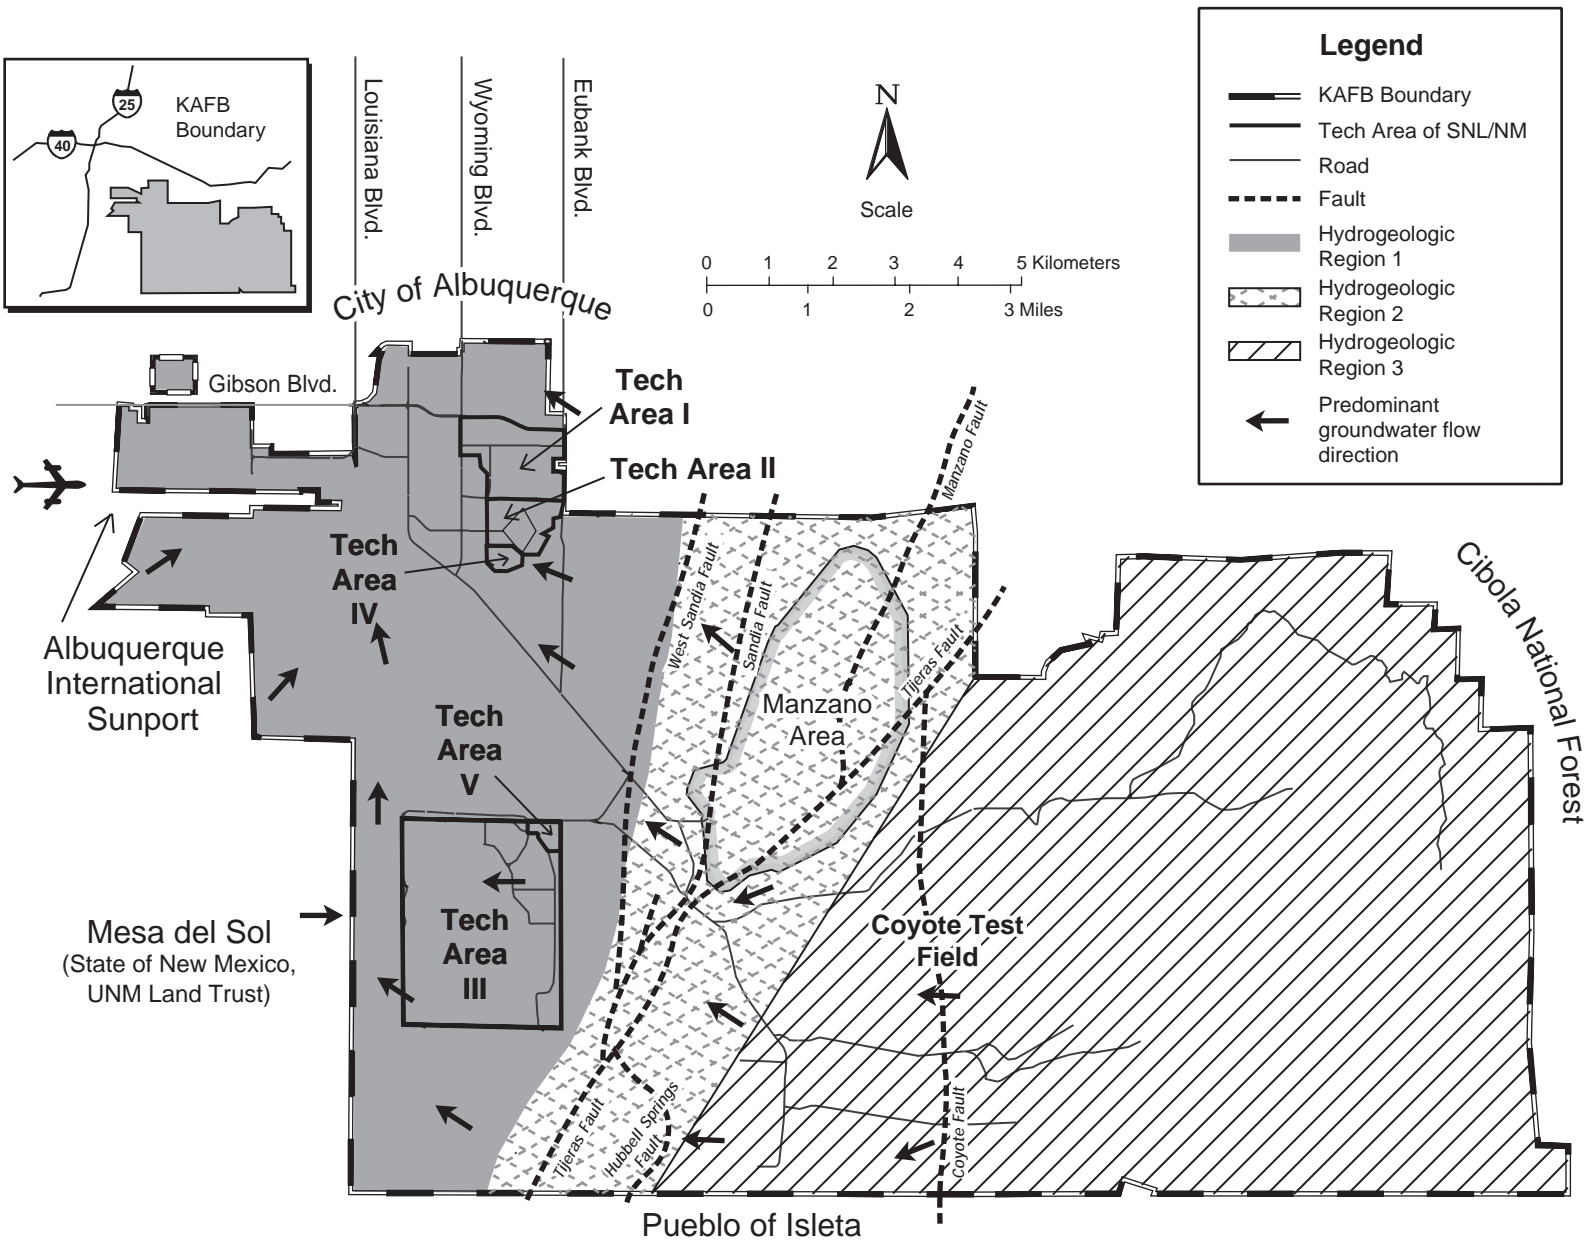 25
40
KAFB
Boundary
Louisiana Blvd.
Wyoming Blvd.
Eubank Blvd.
N
Scale
0 1 2 3 4 5 Kilometers
0 1 2 3 Miles
Legend
KAFB Boundary
Tech Area of SNL/NM
Road
Fault
Hydrogeologic
Region 1
Hydrogeologic
Region 2
Hydrogeologic
Region 3
Predominant
groundwater flow
direction
City of Albuquerque
Gibson Blvd.
Tech
Area I
Tech Area II
Tech
Area
IV
Albuquerque
International
Sunport
Tech
Area
V
Tech
Area
III
Mesa del Sol
(State of New Mexico,
UNM Land Trust)
West Sandia Fault
Sandia Fault
Manzano Fault
Tijeras Fault
Manzano
Area
Cibola National Forest
Coyote Test
Field
Tijeras Fault
Hubbell Springs
Fault
Coyote Fault
Pueblo of Isleta